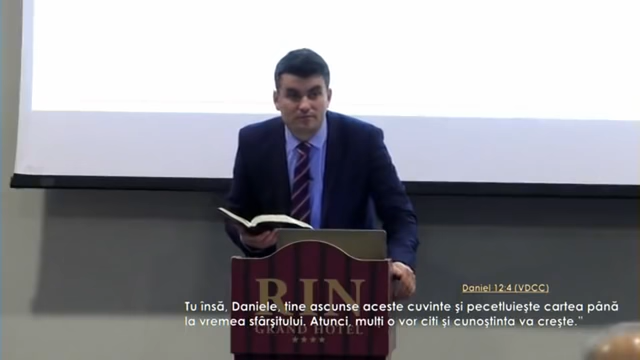 Daniel 12:4 (VDCC)
Tu însă, Daniele, ține ascunse aceste cuvinte și pecetluiește cartea până
la vremea sfârșitului. Atunci, mulți o vor citi și cunoștința va crește."
RIN
GRAND HOTEL